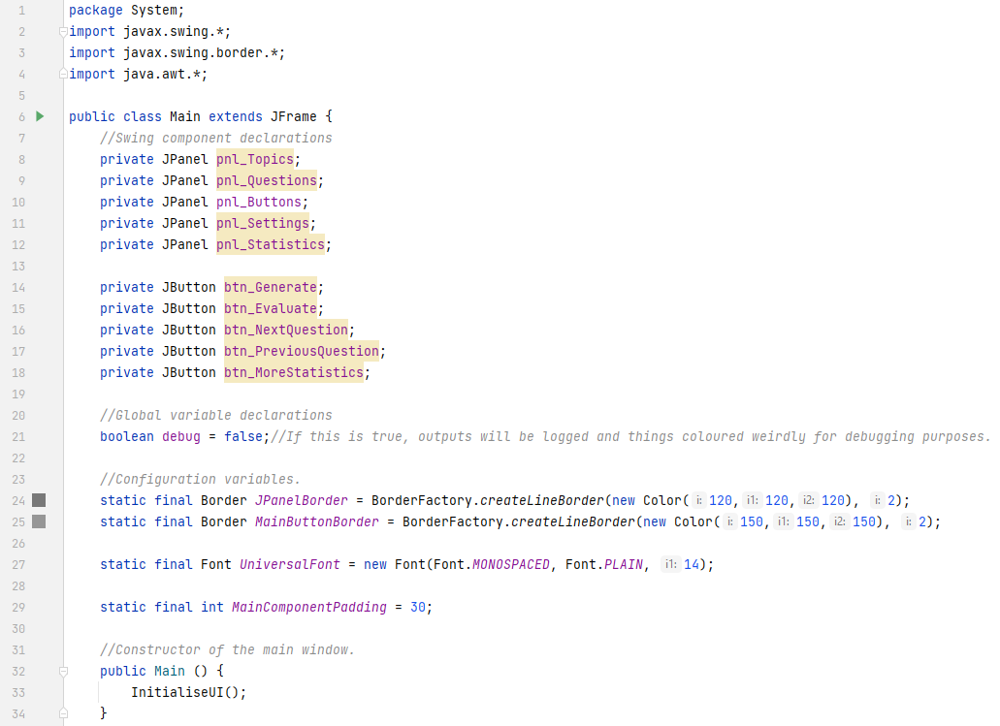 1 package System;
2 import javax.swing.*;
3 import javax.swing.border.*;
4 import java.awt.*;
5
6 public class Main extends JFrame {
7 //Swing component declarations
8 private JPanel pnl_Topics;
9 private JPanel pnl_Questions;
10 private JPanel pnl_Buttons;
11 private JPanel pnl_Settings;
12 private JPanel pnl_Statistics;
13
14 private JButton btn_Generate;
15 private JButton btn_Evaluate;
16 private JButton btn_NextQuestion;
17 private JButton btn_PreviousQuestion;
18 private JButton btn_MoreStatistics;
19
20 //Global variable declarations
21 boolean debug = false;//If this is true, outputs will be logged and things coloured weirdly for debugging purposes.
22
23 //Configuration variables.
24 static final Border JPanelBorder = BorderFactory.createLineBorder(new Color( i: 120, i1: 120, i2: 120), i: 2);
25 static final Border MainButtonBorder = BorderFactory.createLineBorder(new Color( i: 150, i1: 150, i2: 150), i: 2);
26
27 static final Font UniversalFont = new Font(Font.MONOSPACED, Font.PLAIN, i1: 14);
28
29 static final int MainComponentPadding = 30;
30
31 //Constructor of the main window.
32 public Main () {
33 InitialiseUI();
34 }